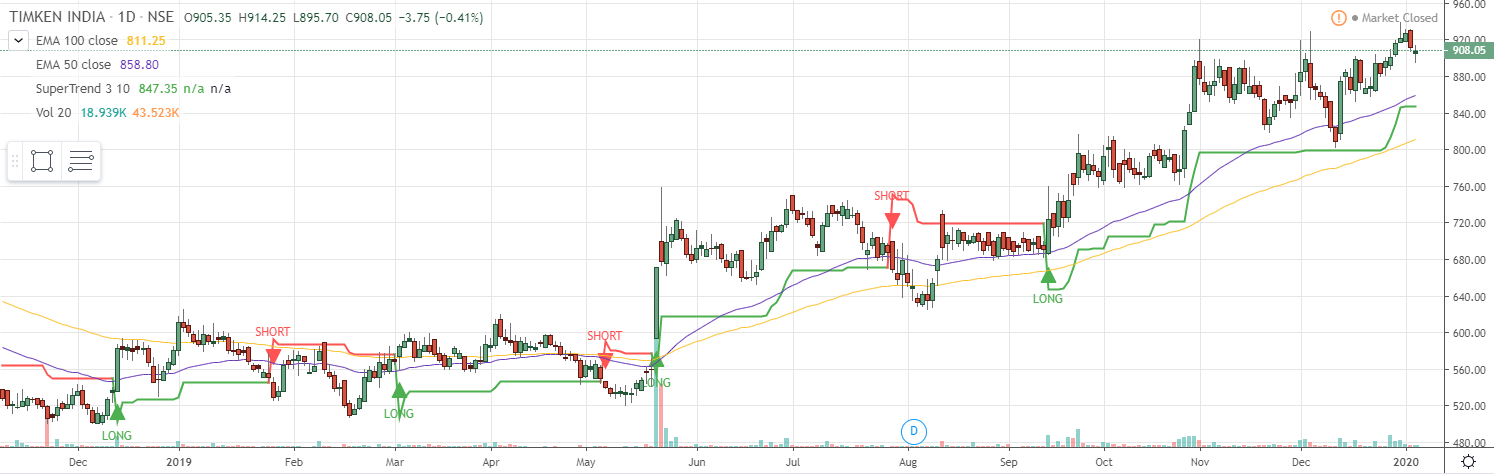 TIMKEN INDIA · 1D · NSE O905.35 H914.25 L895.70 C908.05 −3.75 (−0.41%)
! ● Market Closed
EMA 100 close 811.25
EMA 50 close 858.80
SuperTrend 3 10 847.35 n/a n/a
Vol 20 18.939K 43.523K
960.00
920.00
908.05
880.00
840.00
800.00
760.00
720.00
680.00
640.00
600.00
560.00
520.00
480.00
LONG
SHORT
LONG
SHORT
LONG
SHORT
LONG
D
Dec 2019 Feb Mar Apr May Jun Jul Aug Sep Oct Nov Dec 2020